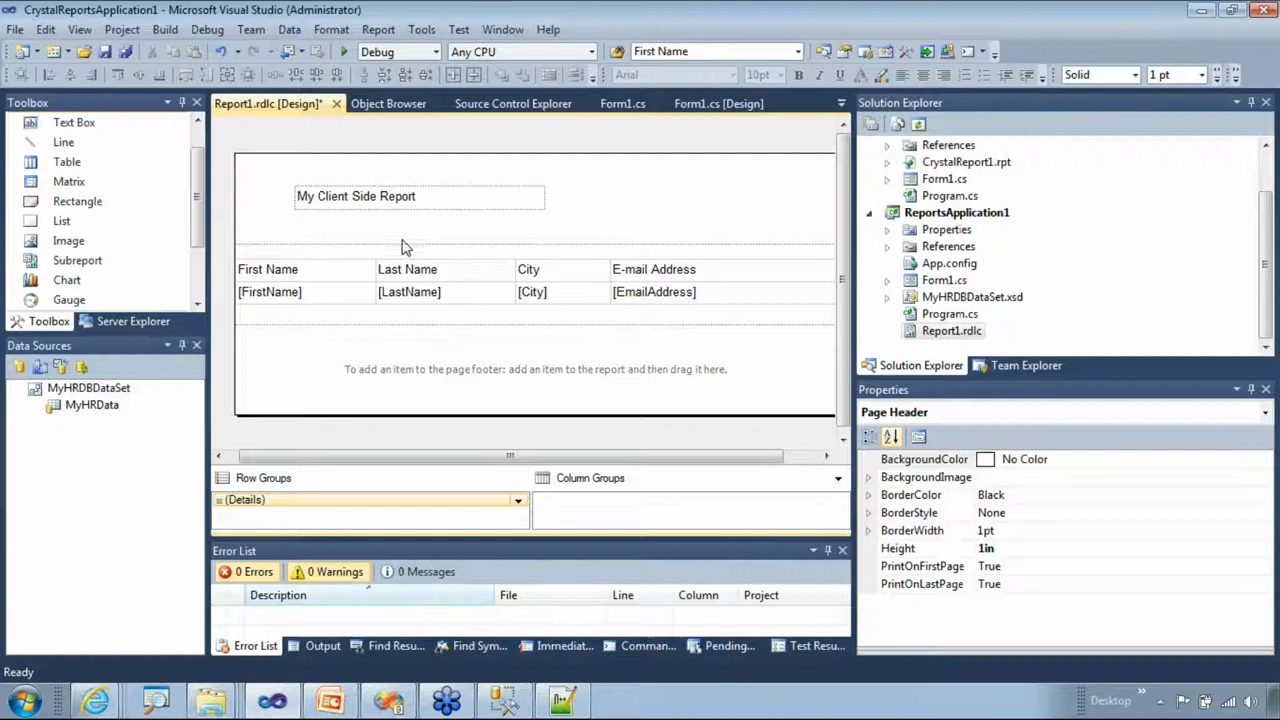 CrystalReportsApplication1 - Microsoft Visual Studio (Administrator)
File Edit View Project Build Debug Team Data Format Report Tools Test Window Help
Debug Any CPU First Name
Arial 10pt B I U Solid 1 pt
Toolbox
Text Box
Line
Table
Matrix
Rectangle
List
Image
Subreport
Chart
Gauge
Toolbox Server Explorer
Data Sources
MyHRDBDataSet
MyHRData
Report1.rdlc [Design]* Object Browser Source Control Explorer Form1.cs Form1.cs [Design]
My Client Side Report
First Name Last Name City E-mail Address
[FirstName] [LastName] [City] [EmailAddress]
To add an item to the page footer: add an item to the report and then drag it here.
Row Groups Column Groups
(Details)
Error List
0 Errors 0 Warnings 0 Messages
Description File Line Column Project
Error List Output Find Resu... Find Sym... Immediat... Comman... Pending... Test Resu...
Solution Explorer
References
CrystalReport1.rpt
Form1.cs
Program.cs
ReportsApplication1
Properties
References
App.config
Form1.cs
MyHRDBDataSet.xsd
Program.cs
Report1.rdlc
Solution Explorer Team Explorer
Properties
Page Header
BackgroundColor No Color
BackgroundImage
BorderColor Black
BorderStyle None
BorderWidth 1pt
Height 1in
PrintOnFirstPage True
PrintOnLastPage True
Ready
Desktop